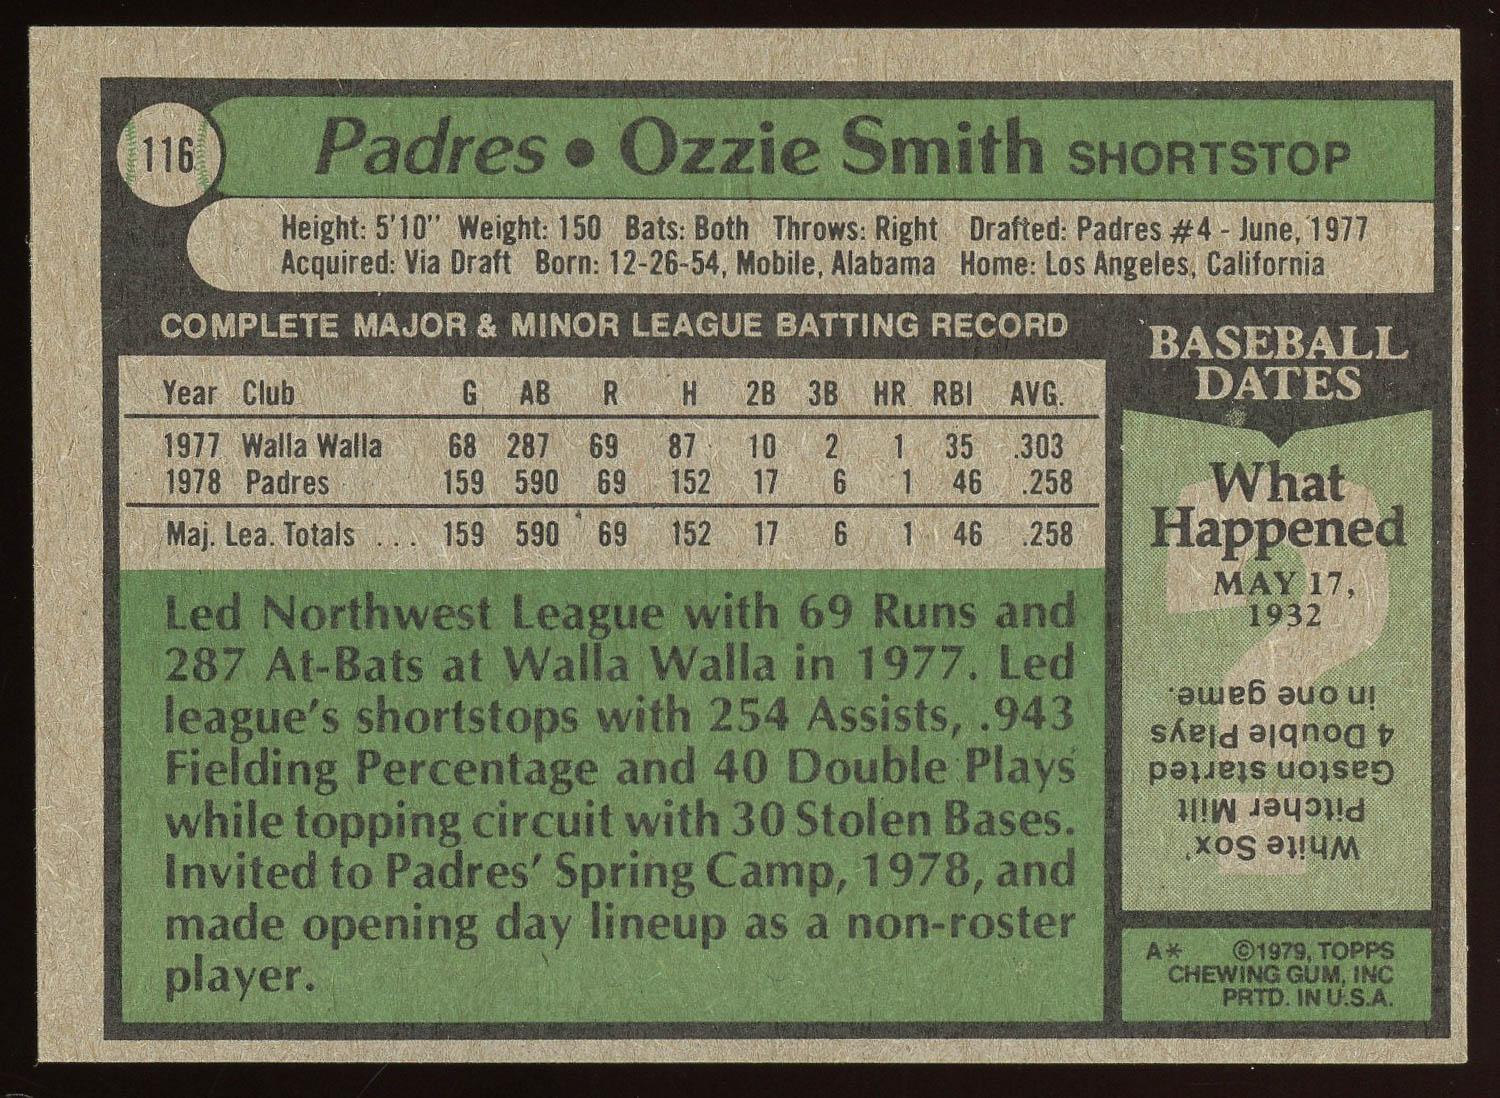 116
Padres • Ozzie Smith SHORTSTOP
Height: 5'10" Weight: 150 Bats: Both Throws: Right Drafted: Padres #4 - June, 1977
Acquired: Via Draft Born: 12-26-54, Mobile, Alabama Home: Los Angeles, California
COMPLETE MAJOR & MINOR LEAGUE BATTING RECORD
Year Club G AB R H 2B 3B HR RBI AVG.
1977 Walla Walla 68 287 69 87 10 2 1 35 .303
1978 Padres 159 590 69 152 17 6 1 46 .258
Maj. Lea. Totals ... 159 590 69 152 17 6 1 46 .258
Led Northwest League with 69 Runs and
287 At-Bats at Walla Walla in 1977. Led
league's shortstops with 254 Assists, .943
Fielding Percentage and 40 Double Plays
while topping circuit with 30 Stolen Bases.
Invited to Padres' Spring Camp, 1978, and
made opening day lineup as a non-roster
player.
BASEBALL
DATES
What
Happened
MAY 17,
1932
?
White Sox'
Pitcher Milt
Gaston started
4 Double Plays
in one game.
A* ©1979, TOPPS
CHEWING GUM, INC
PRTD. IN U.S.A.